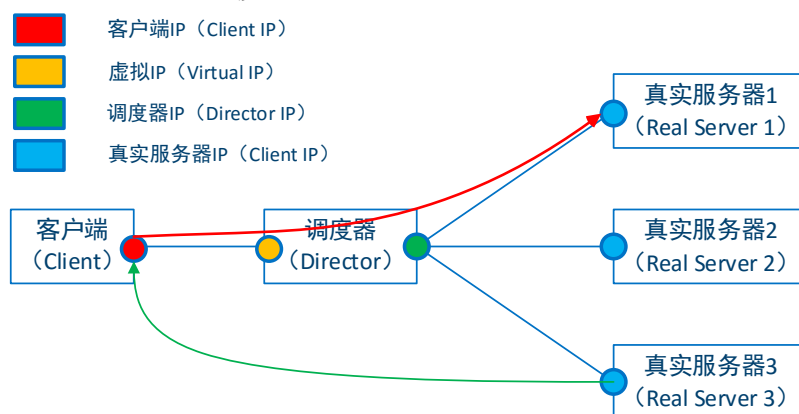 客户端IP（Client IP）
虚拟IP（Virtual IP）
调度器IP（Director IP）
真实服务器IP（Client IP）
真实服务器1
（Real Server 1）
客户端
（Client）
调度器
（Director）
真实服务器2
（Real Server 2）
真实服务器3
（Real Server 3）